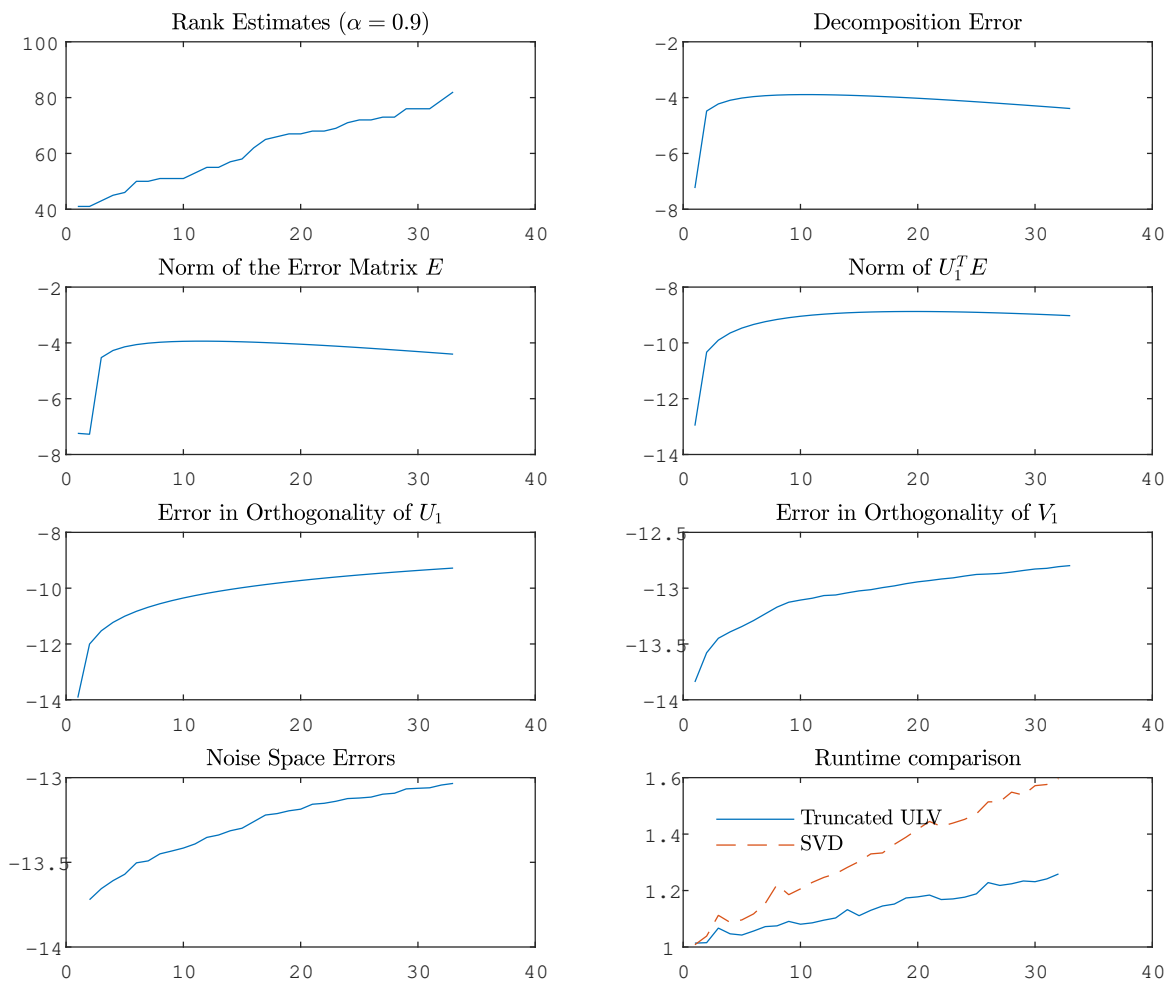 Rank Estimates (α = 0.9)
100
80
60
40
0 10 20 30 40
Decomposition Error
−2
−4
−6
−8
0 10 20 30 40
Norm of the Error Matrix E
−2
−4
−6
−8
0 10 20 30 40
Norm of U₁ᵀE
−8
−10
−12
−14
0 10 20 30 40
Error in Orthogonality of U₁
−8
−10
−12
−14
0 10 20 30 40
Error in Orthogonality of V₁
−12.5
−13
−13.5
−14
0 10 20 30 40
Noise Space Errors
−13
−13.5
−14
0 10 20 30 40
Runtime comparison
1.6
1.4
1.2
1
Truncated ULV
SVD
0 10 20 30 40